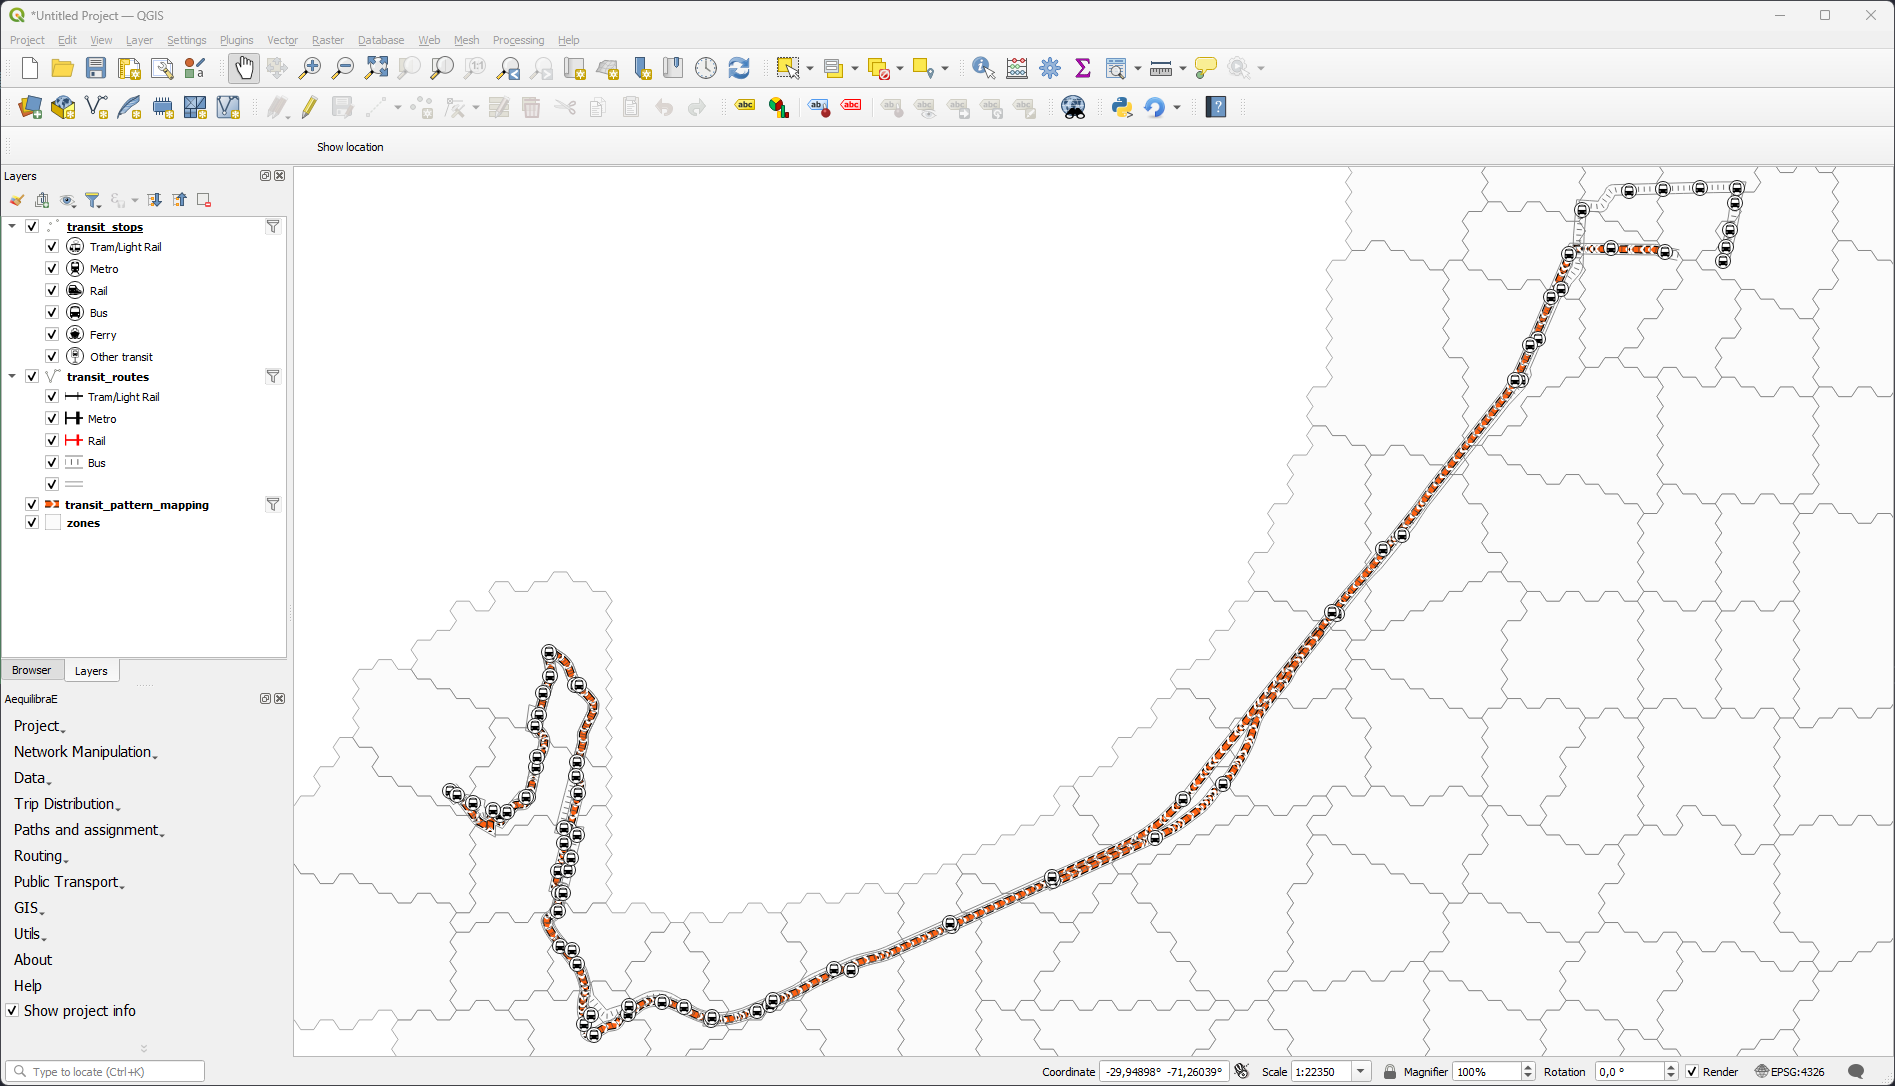 *Untitled Project — QGIS
Project Edit View Layer Settings Plugins Vector Raster Database Web Mesh Processing Help
Show location
Layers
transit_stops
Tram/Light Rail
Metro
Rail
Bus
Ferry
Other transit
transit_routes
Tram/Light Rail
Metro
Rail
Bus
transit_pattern_mapping
zones
Browser Layers
AequilibraE
Project
Network Manipulation
Data
Trip Distribution
Paths and assignment
Routing
Public Transport
GIS
Utils
About
Help
Show project info
Type to locate (Ctrl+K)
Coordinate -29,94898° -71,26039° Scale 1:22350 Magnifier 100% Rotation 0,0 ° Render EPSG:4326